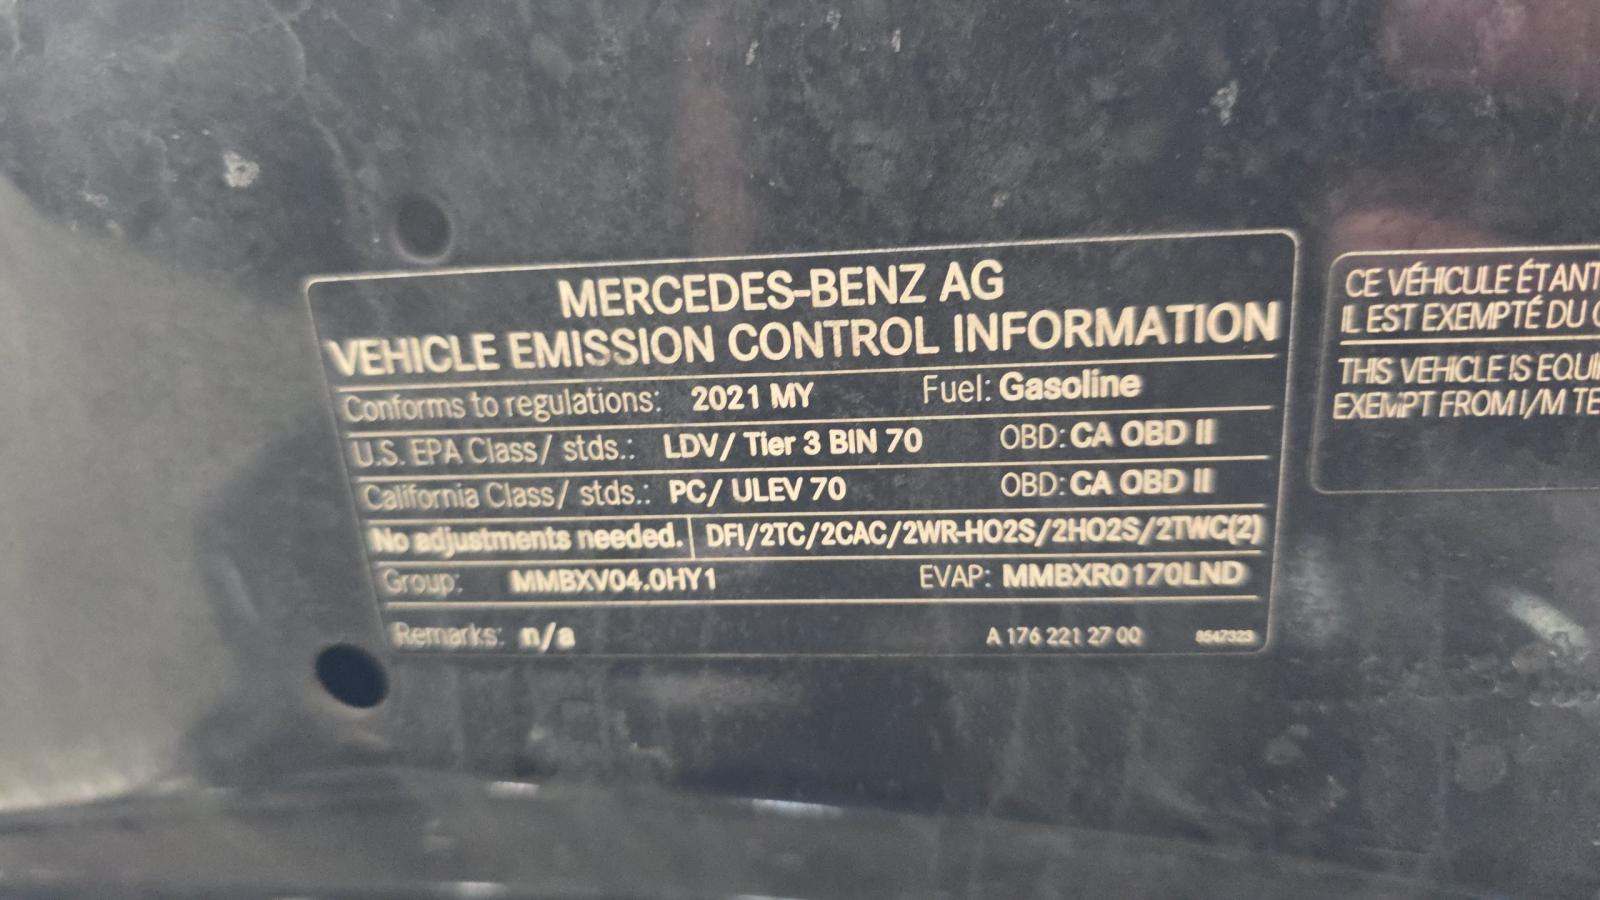 MERCEDES-BENZ AG
VEHICLE EMISSION CONTROL INFORMATION
Conforms to regulations: 2021 MY Fuel: Gasoline
U.S. EPA Class/ stds.: LDV/ Tier 3 BIN 70 OBD: CA OBD II
California Class/ stds.: PC/ ULEV 70 OBD: CA OBD II
No adjustments needed. DFI/2TC/2CAC/2WR-HO2S/2HO2S/2TWC(2)
Group: MMBXV04.0HY1 EVAP: MMBXR0170LND
Remarks: n/a A 176 221 27 00 8547323
CE VÉHICULE ÉTANT
IL EST EXEMPTÉ DU
THIS VEHICLE IS EQUI
EXEMPT FROM I/M TE